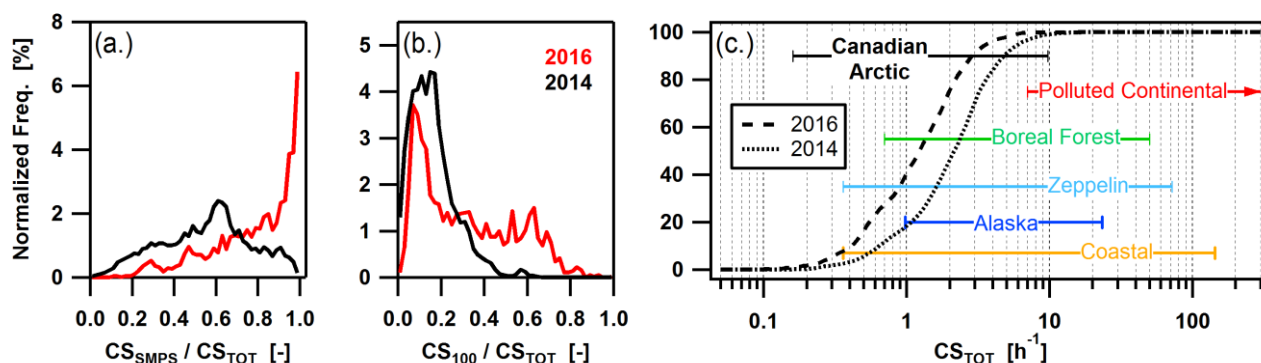 (a.)
8
6
4
2
0
Normalized Freq. [%]
0.0 0.2 0.4 0.6 0.8 1.0
CS_SMPS / CS_TOT [-]
(b.)
2016
2014
5
4
3
2
1
0
0.0 0.2 0.4 0.6 0.8 1.0
CS_100 / CS_TOT [-]
(c.)
100
80
60
40
20
0
Canadian
Arctic
Polluted Continental
2016
2014
Boreal Forest
Zeppelin
Alaska
Coastal
0.1 1 10 100
CS_TOT [h⁻¹]